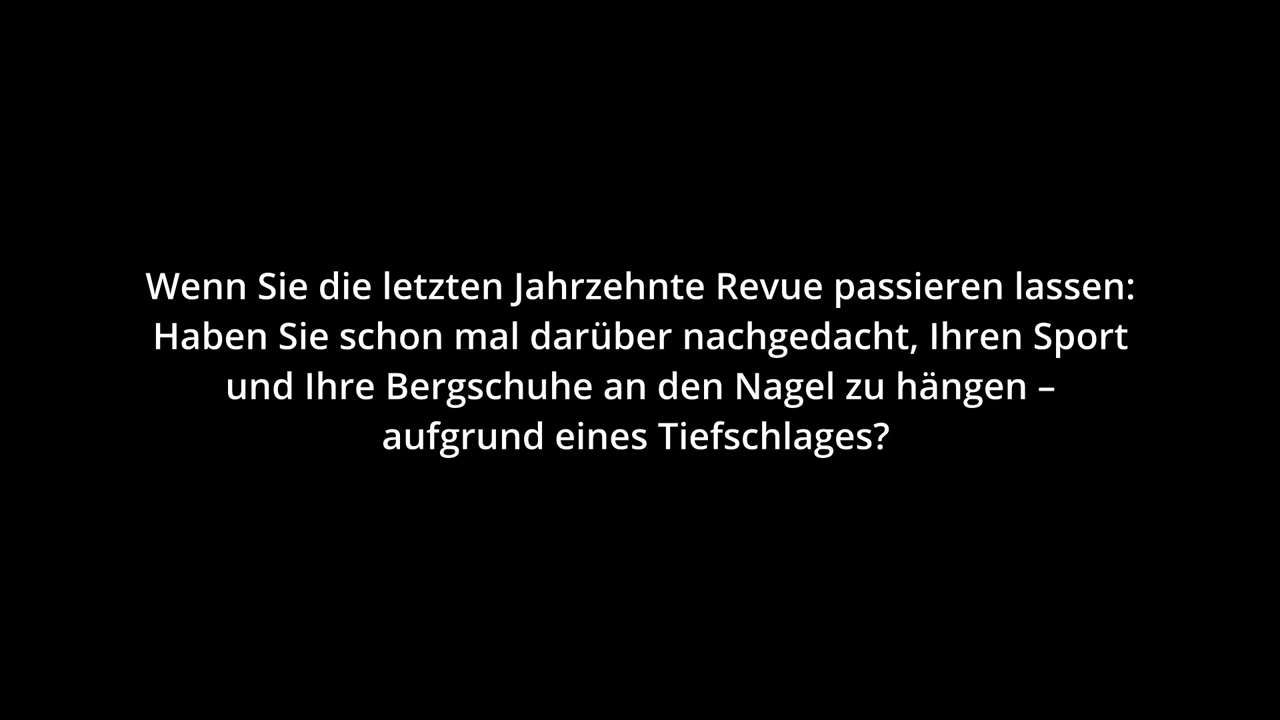 Wenn Sie die letzten Jahrzehnte Revue passieren lassen:
Haben Sie schon mal darüber nachgedacht, Ihren Sport
und Ihre Bergschuhe an den Nagel zu hängen –
aufgrund eines Tiefschlages?